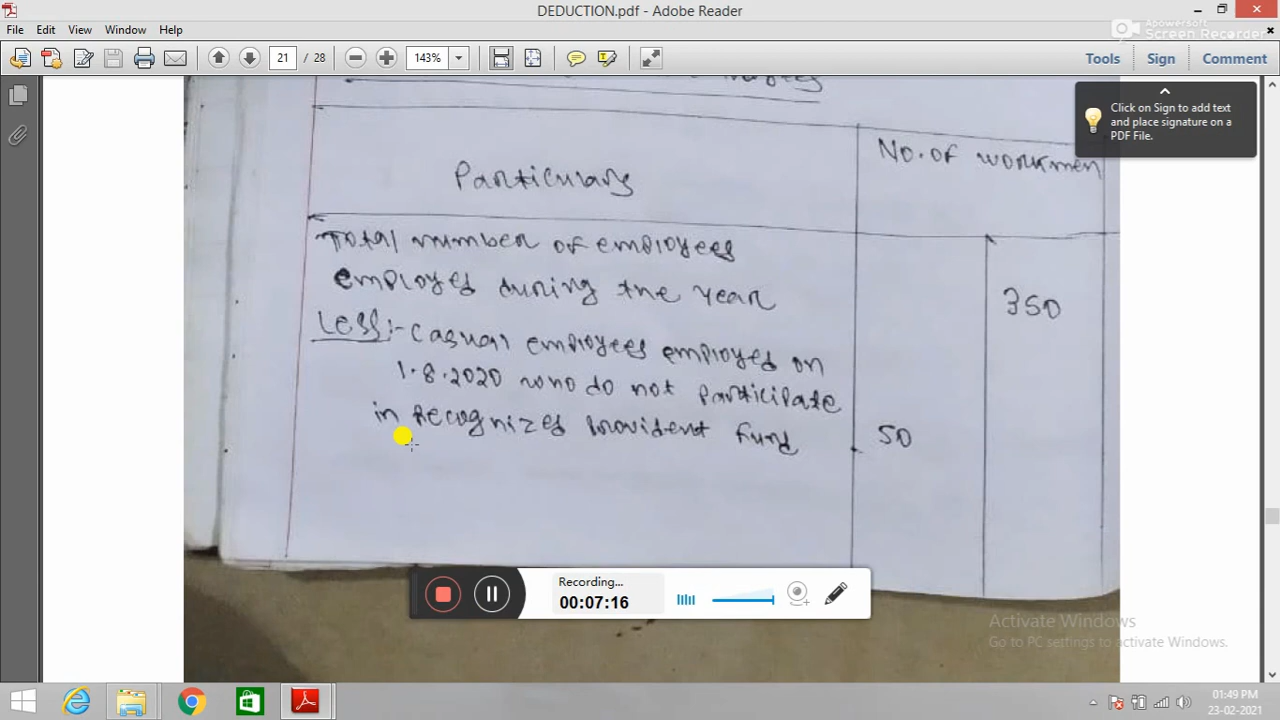 DEDUCTION.pdf - Adobe Reader
File Edit View Window Help
Apowersoft
Screen Recorder
21 / 28 143% Tools Sign Comment
Click on Sign to add text
and place signature on a
PDF File.
Particulars No. of workmen
Total number of employees
employed during the year 350
Less:- Casual employees employed on
1.8.2020 who do not participate
in Recognized Provident Fund 50
Recording...
00:07:16
Activate Windows
Go to PC settings to activate Windows.
01:49 PM
23-02-2021